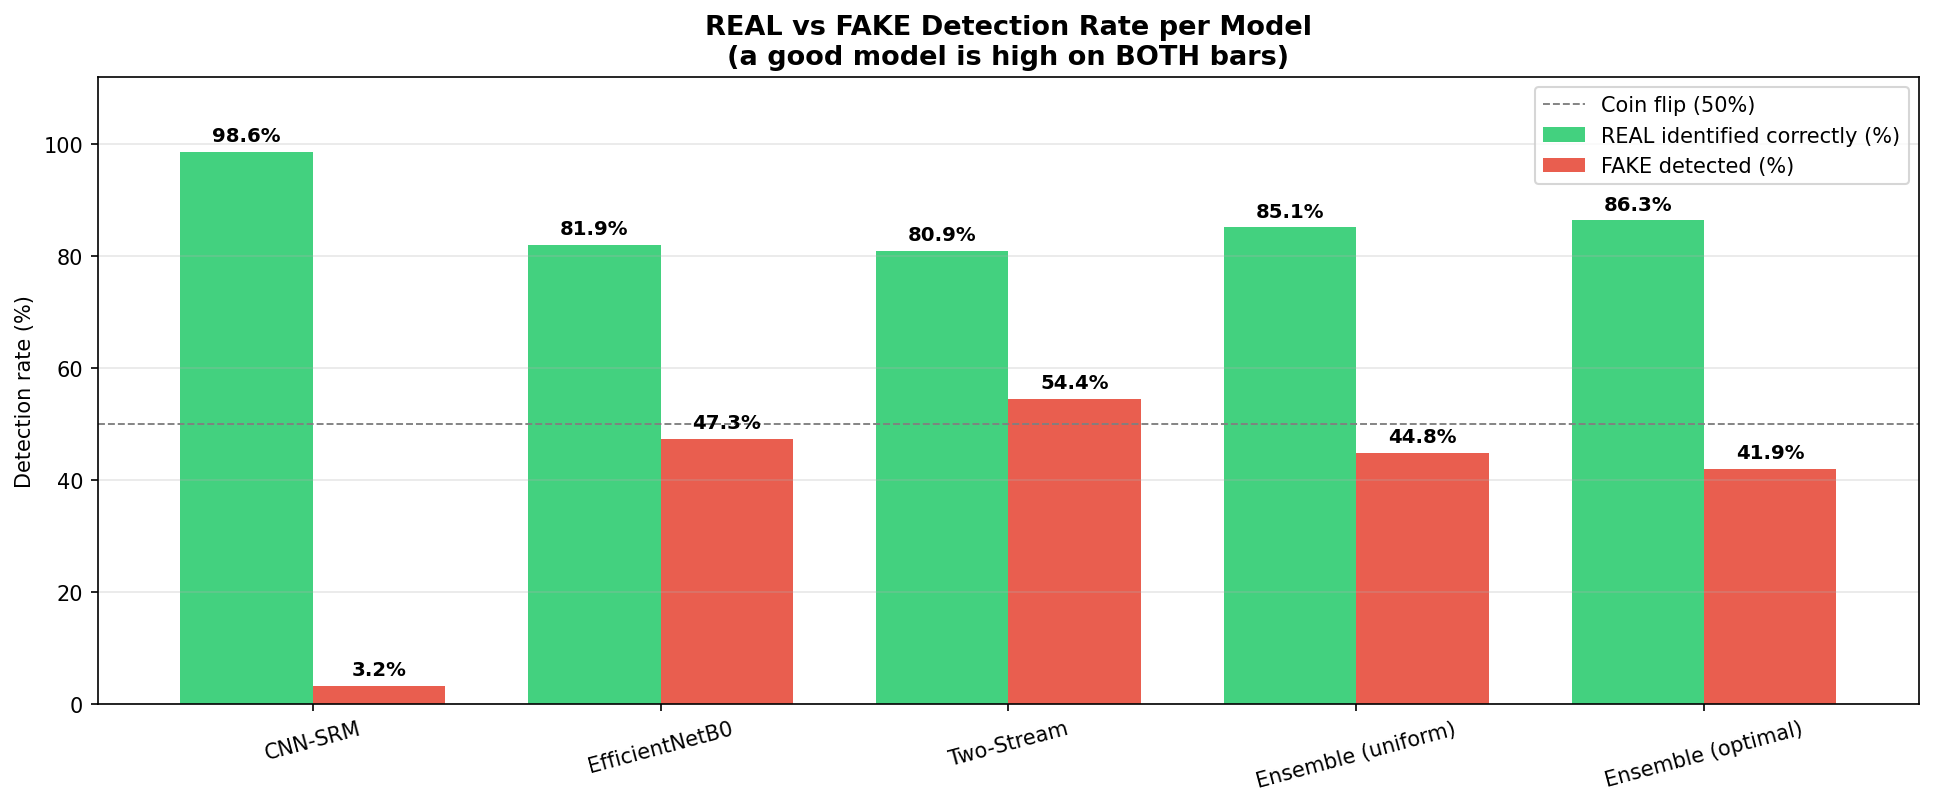 REAL vs FAKE Detection Rate per Model
(a good model is high on BOTH bars)
Detection rate (%)
100
80
60
40
20
0
Coin flip (50%)
REAL identified correctly (%)
FAKE detected (%)
98.6%
3.2%
81.9%
47.3%
80.9%
54.4%
85.1%
44.8%
86.3%
41.9%
CNN-SRM
EfficientNetB0
Two-Stream
Ensemble (uniform)
Ensemble (optimal)